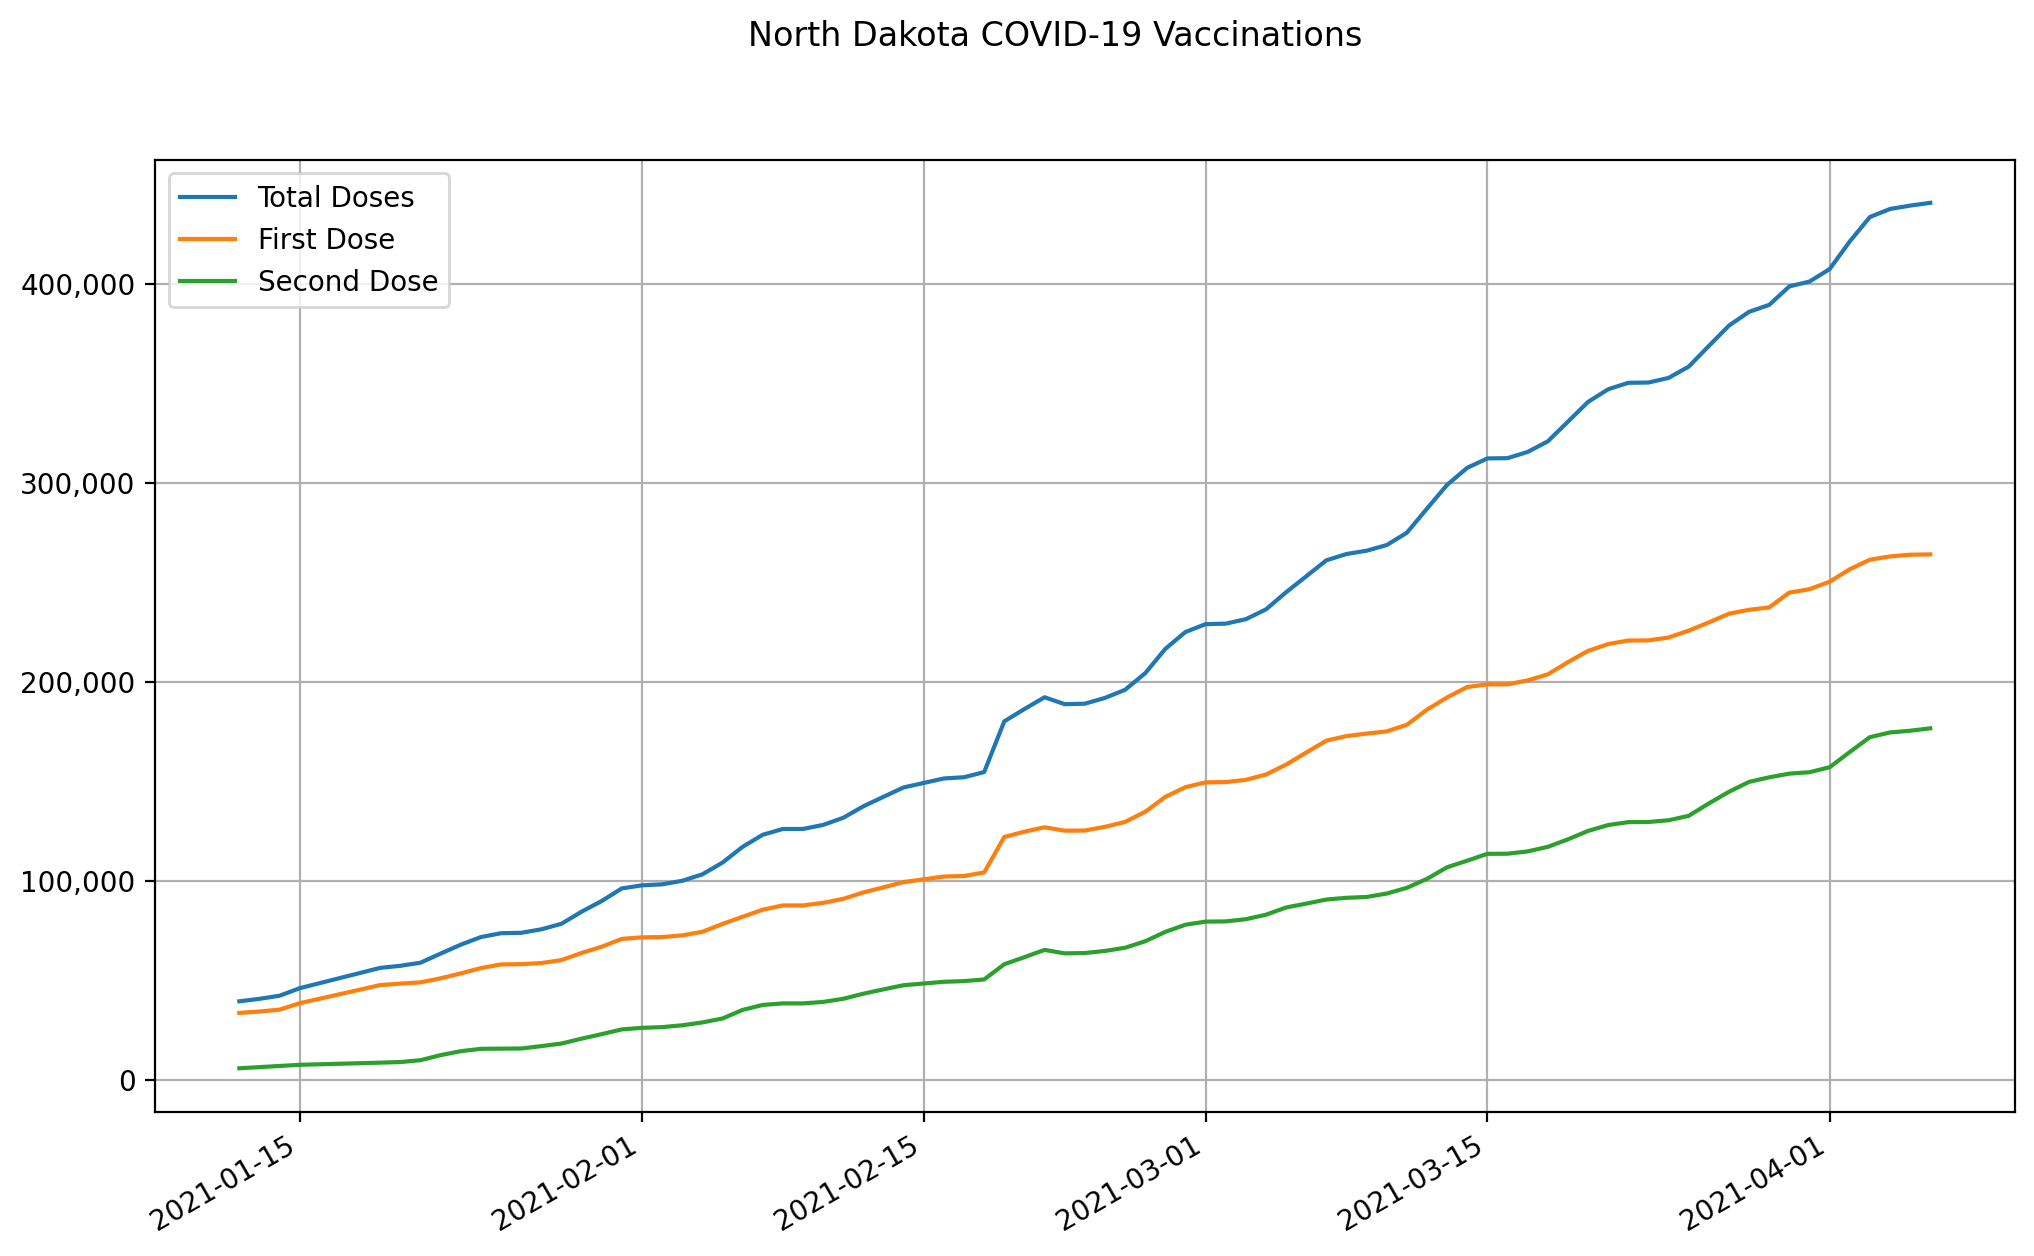 North Dakota COVID-19 Vaccinations
Total Doses
First Dose
Second Dose
400,000
300,000
200,000
100,000
0
2021-01-15
2021-02-01
2021-02-15
2021-03-01
2021-03-15
2021-04-01